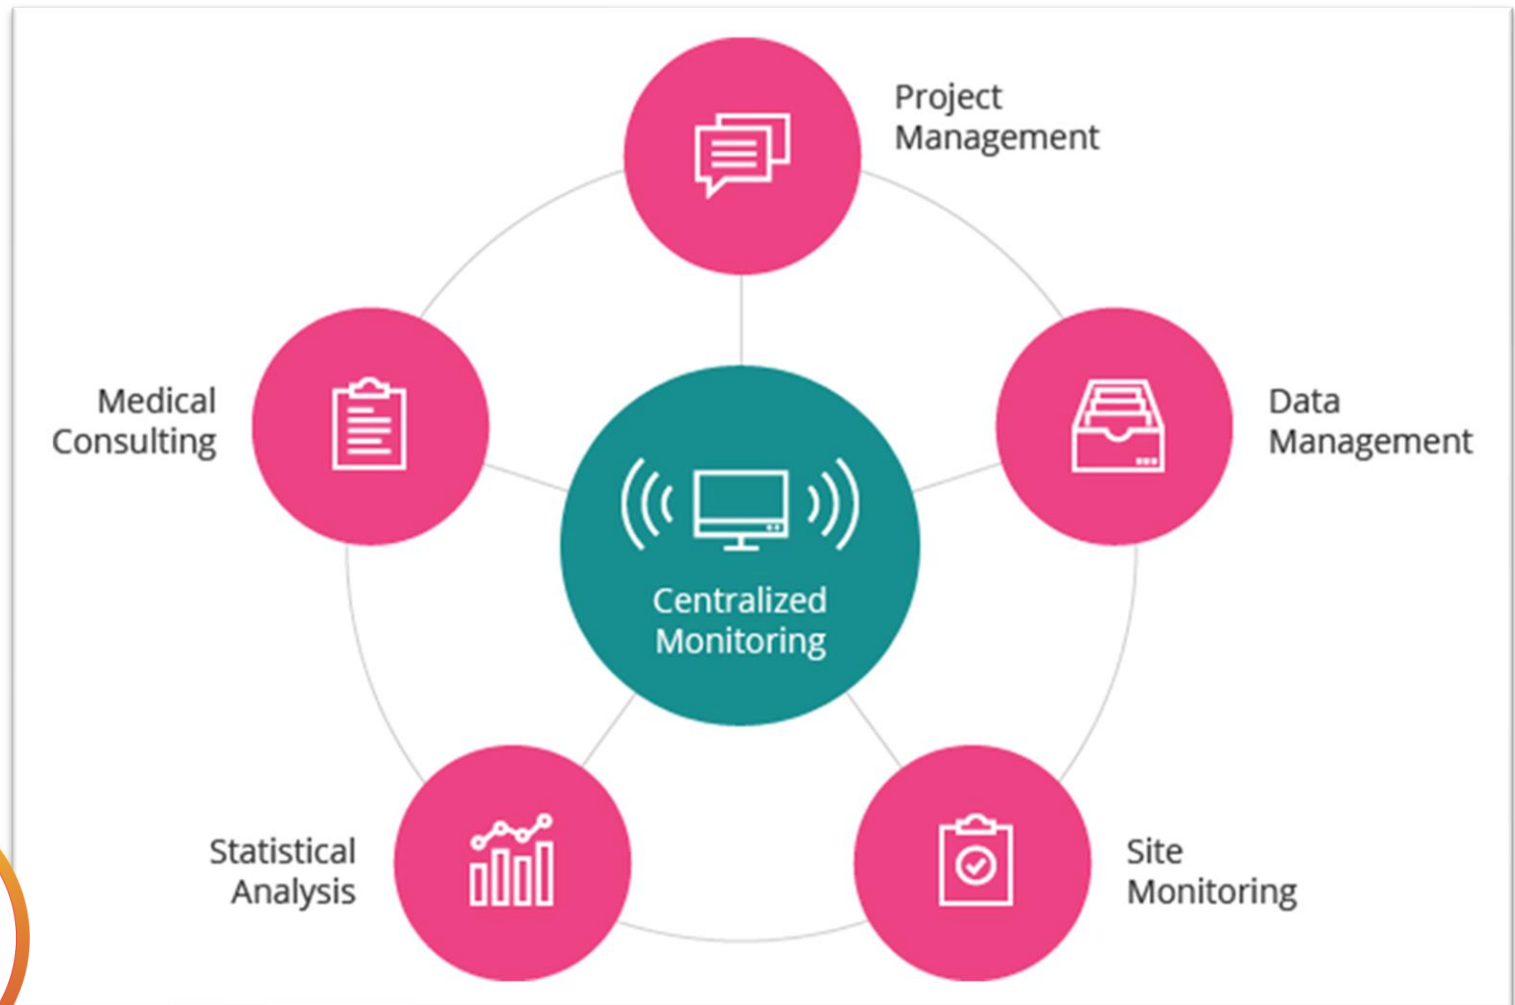 Project
Management
Medical
Consulting
Data
Management
Centralized
Monitoring
Statistical
Analysis
Site
Monitoring